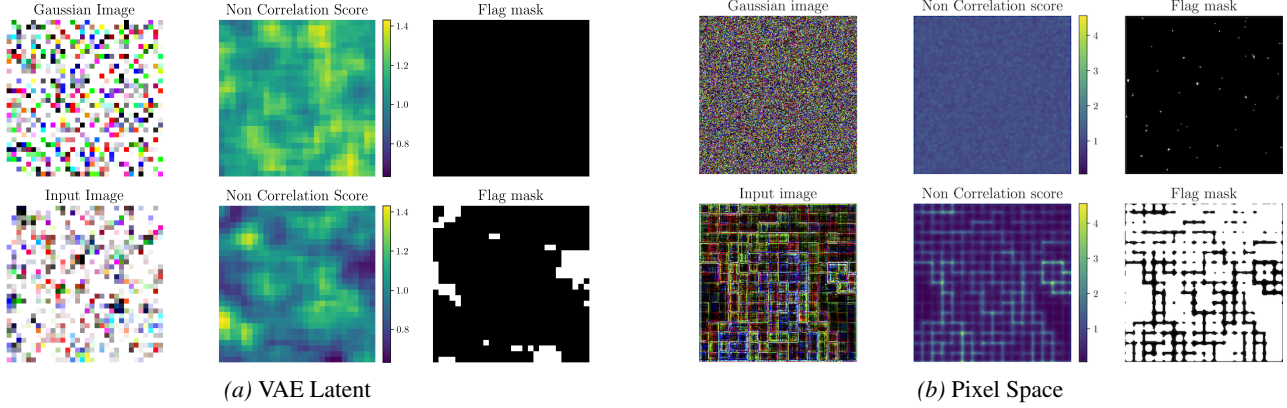 Gaussian Image
Non Correlation Score
Flag mask
1.4
1.2
1.0
0.8
Input Image
Non Correlation Score
Flag mask
1.4
1.2
1.0
0.8
(a) VAE Latent
Gaussian image
Non Correlation score
Flag mask
4
3
2
1
Input image
Non Correlation score
Flag mask
4
3
2
1
(b) Pixel Space